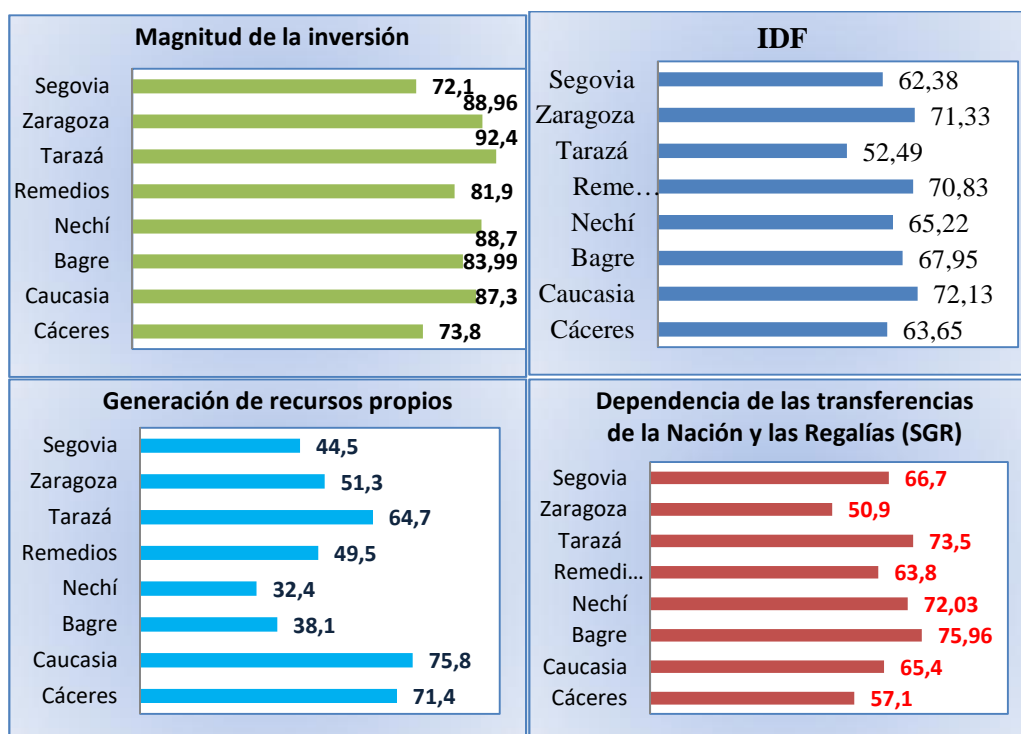 Magnitud de la inversión
Segovia 72,1
Zaragoza 88,96
Tarazá 92,4
Remedios 81,9
Nechí 88,7
Bagre 83,99
Caucasia 87,3
Cáceres 73,8
IDF
Segovia 62,38
Zaragoza 71,33
Tarazá 52,49
Reme… 70,83
Nechí 65,22
Bagre 67,95
Caucasia 72,13
Cáceres 63,65
Generación de recursos propios
Segovia 44,5
Zaragoza 51,3
Tarazá 64,7
Remedios 49,5
Nechí 32,4
Bagre 38,1
Caucasia 75,8
Cáceres 71,4
Dependencia de las transferencias
de la Nación y las Regalías (SGR)
Segovia 66,7
Zaragoza 50,9
Tarazá 73,5
Remedi… 63,8
Nechí 72,03
Bagre 75,96
Caucasia 65,4
Cáceres 57,1